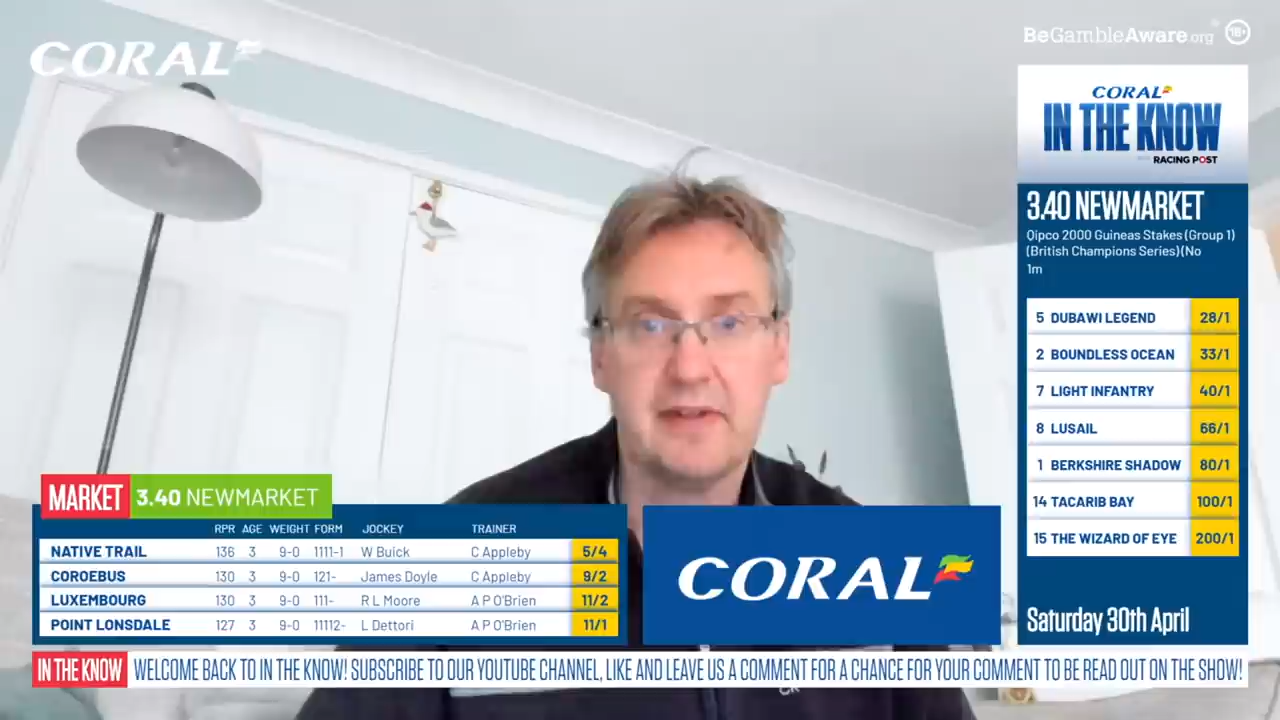 CORAL
BeGambleAware.org 18+
CORAL
IN THE KNOW
RACING POST
3.40 NEWMARKET
Qipco 2000 Guineas Stakes (Group 1)
(British Champions Series)(No
1m
5 DUBAWI LEGEND 28/1
2 BOUNDLESS OCEAN 33/1
7 LIGHT INFANTRY 40/1
8 LUSAIL 66/1
1 BERKSHIRE SHADOW 80/1
14 TACARIB BAY 100/1
15 THE WIZARD OF EYE 200/1
Saturday 30th April
MARKET 3.40 NEWMARKET
RPR AGE WEIGHT FORM JOCKEY TRAINER
NATIVE TRAIL 136 3 9-0 1111-1 W Buick C Appleby 5/4
COROEBUS 130 3 9-0 121- James Doyle C Appleby 9/2
LUXEMBOURG 130 3 9-0 111- R L Moore A P O'Brien 11/2
POINT LONSDALE 127 3 9-0 11112- L Dettori A P O'Brien 11/1
CORAL
IN THE KNOW WELCOME BACK TO IN THE KNOW! SUBSCRIBE TO OUR YOUTUBE CHANNEL, LIKE AND LEAVE US A COMMENT FOR A CHANCE FOR YOUR COMMENT TO BE READ OUT ON THE SHOW!